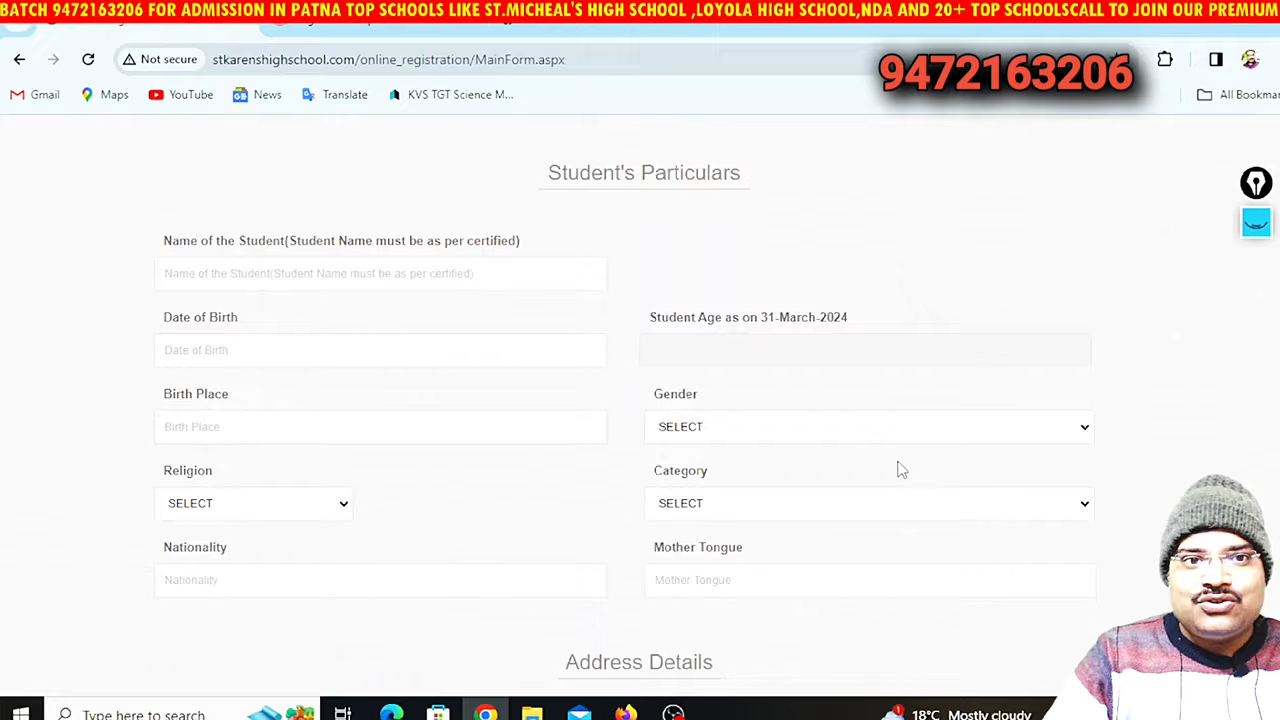 BATCH 9472163206 FOR ADMISSION IN PATNA TOP SCHOOLS LIKE ST.MICHEAL'S HIGH SCHOOL ,LOYOLA HIGH SCHOOL,NDA AND 20+ TOP SCHOOLSCALL TO JOIN OUR PREMIUM
Not secure stkarenshighschool.com/online_registration/MainForm.aspx
9472163206
Gmail Maps YouTube News Translate KVS TGT Science M... All Bookmar
Student's Particulars
Name of the Student(Student Name must be as per certified)
Name of the Student(Student Name must be as per certified)
Date of Birth Student Age as on 31-March-2024
Date of Birth
Birth Place Gender
Birth Place SELECT
Religion Category
SELECT SELECT
Nationality Mother Tongue
Nationality Mother Tongue
Address Details
Type here to search 1 18°C Mostly cloudy